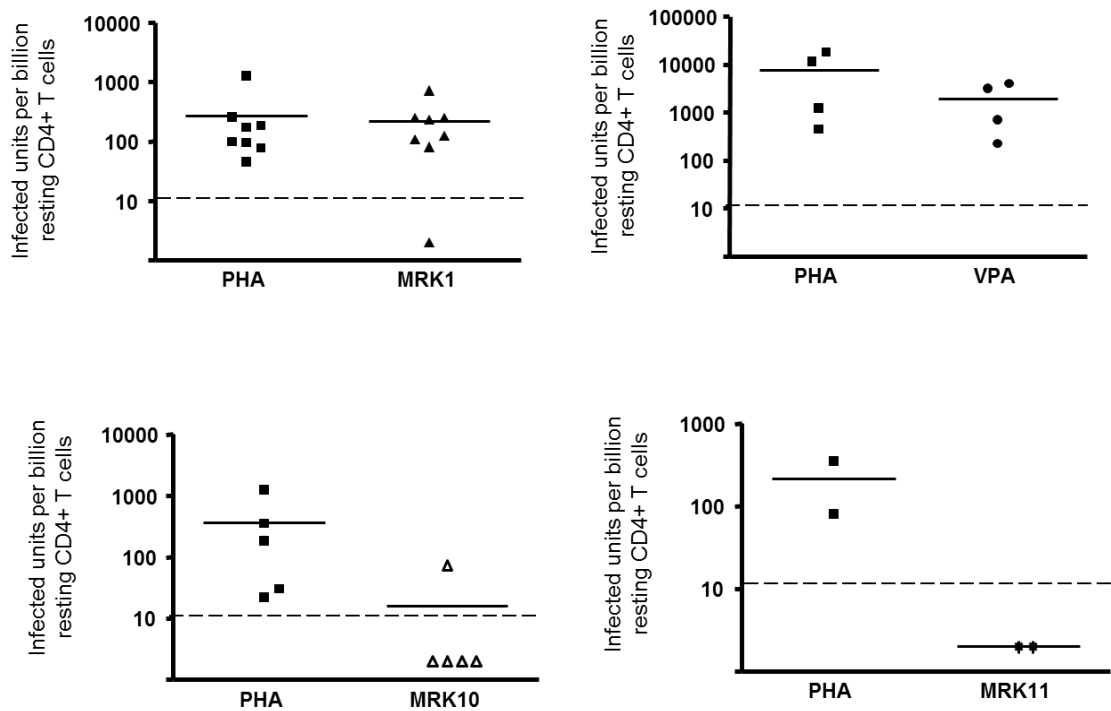 Infected units per billion
resting CD4+ T cells
10000
1000
100
10
PHA
MRK1
Infected units per billion
resting CD4+ T cells
100000
10000
1000
100
10
PHA
VPA
Infected units per billion
resting CD4+ T cells
10000
1000
100
10
PHA
MRK10
Infected units per billion
resting CD4+ T cells
1000
100
10
PHA
MRK11